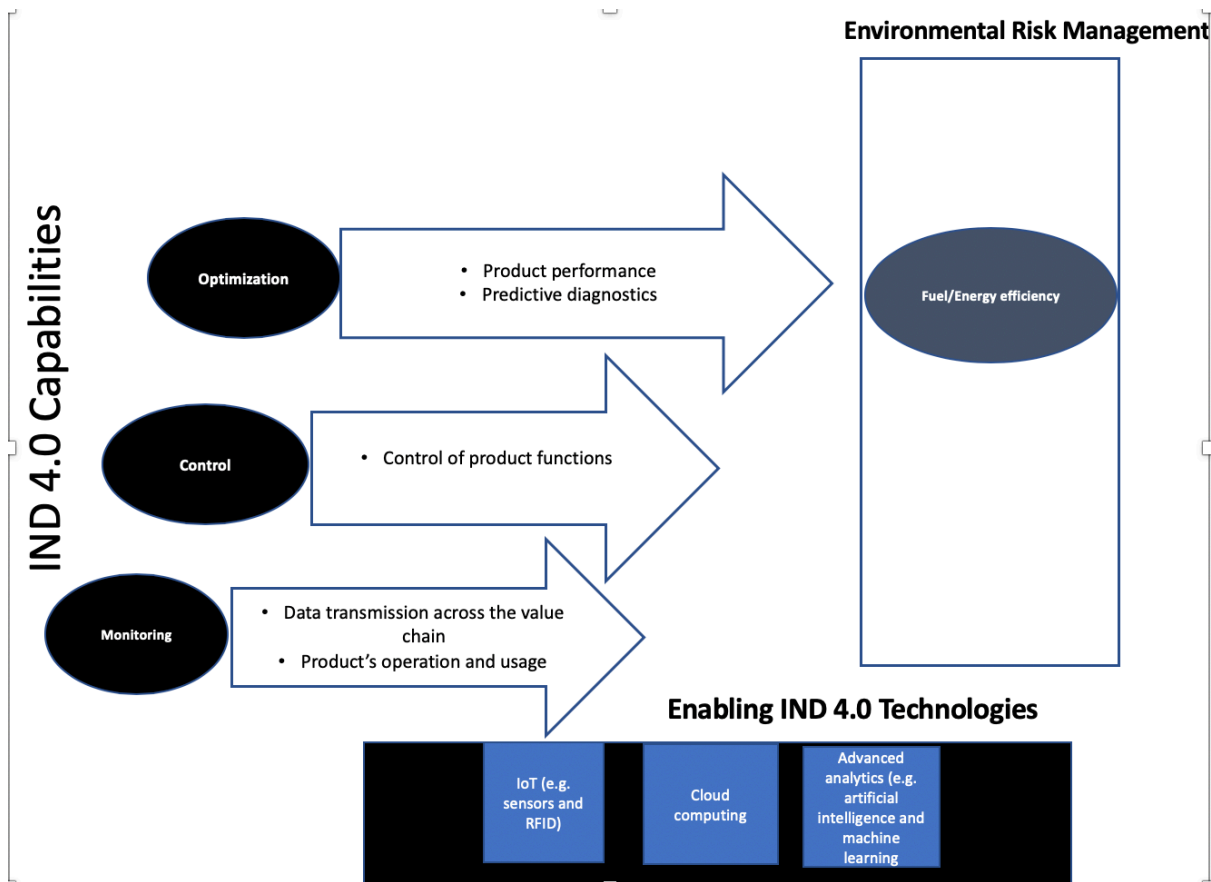 Environmental Risk Management
IND 4.0 Capabilities
Optimization
• Product performance
• Predictive diagnostics
Fuel/Energy efficiency
Control
• Control of product functions
Monitoring
• Data transmission across the value
chain
• Product’s operation and usage
Enabling IND 4.0 Technologies
IoT (e.g.
sensors and
RFID)
Cloud
computing
Advanced
analytics (e.g.
artificial
intelligence and
machine
learning